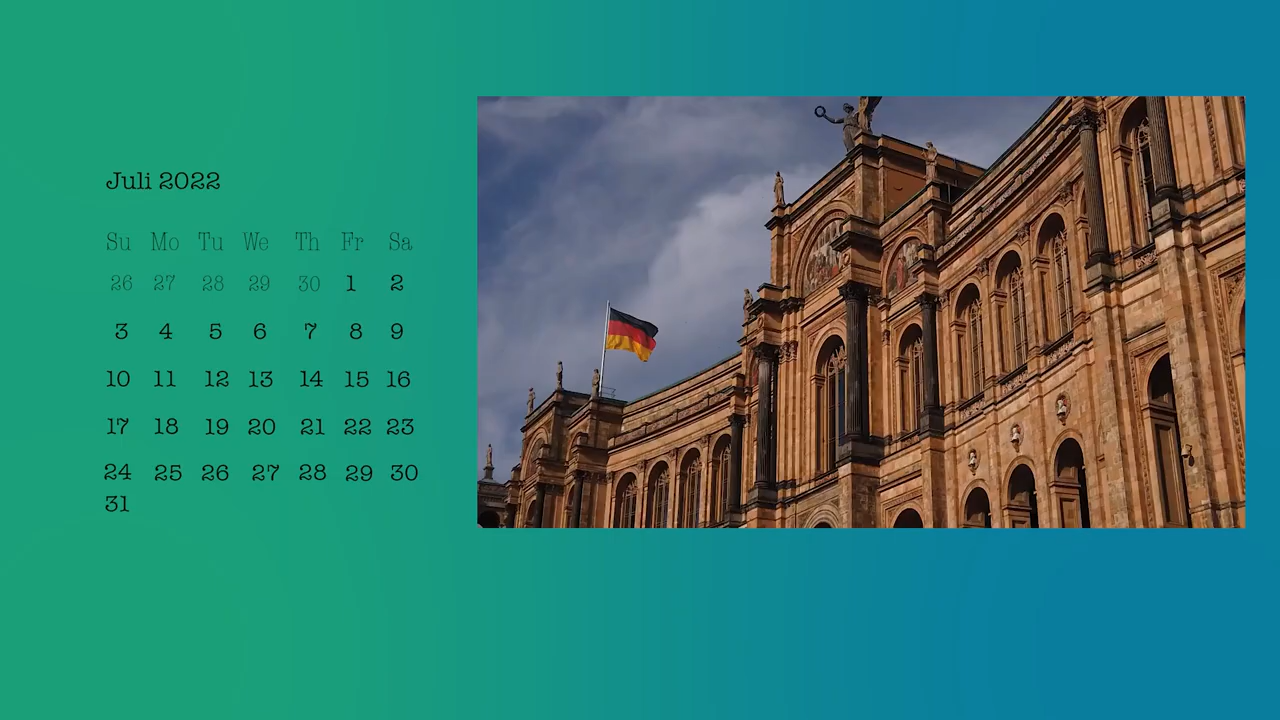 Juli 2022
Su Mo Tu We Th Fr Sa
26 27 28 29 30 1 2
3 4 5 6 7 8 9
10 11 12 13 14 15 16
17 18 19 20 21 22 23
24 25 26 27 28 29 30
31